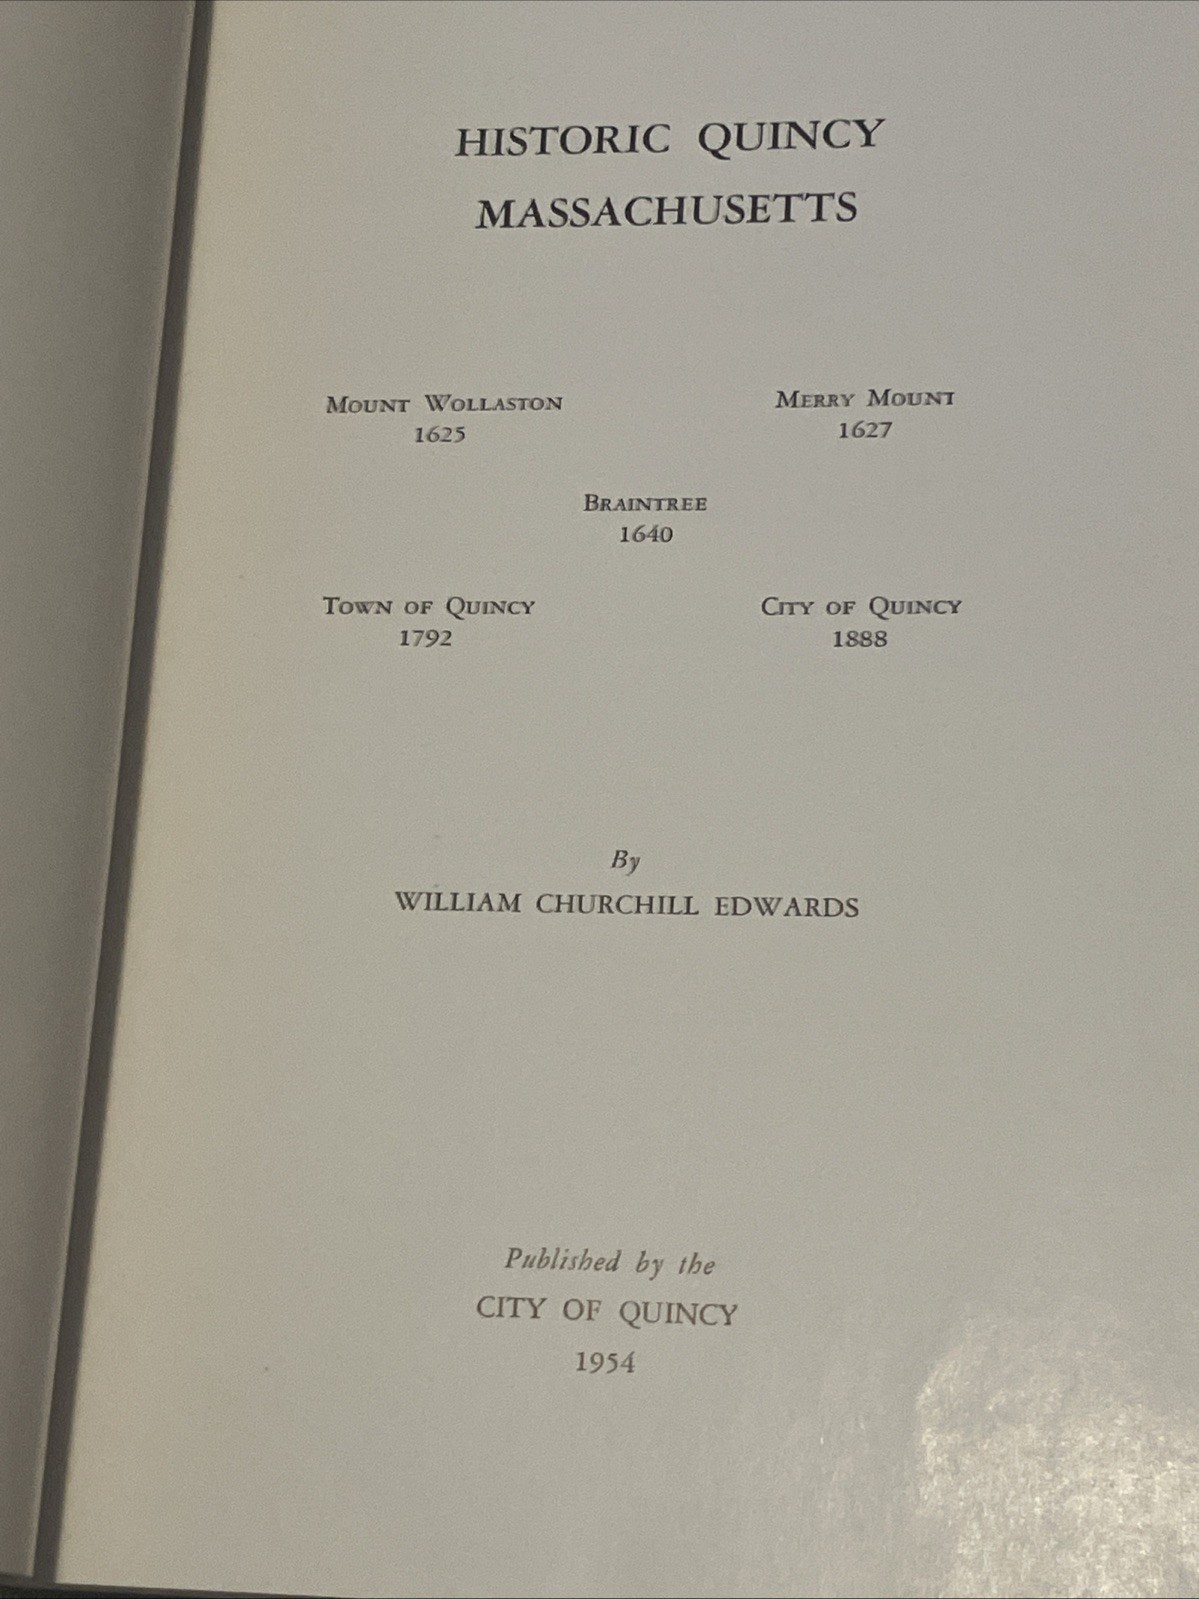 HISTORIC QUINCY
MASSACHUSETTS
MOUNT WOLLASTON
1625
MERRY MOUNT
1627
BRAINTREE
1640
TOWN OF QUINCY
1792
CITY OF QUINCY
1888
By
WILLIAM CHURCHILL EDWARDS
Published by the
CITY OF QUINCY
1954